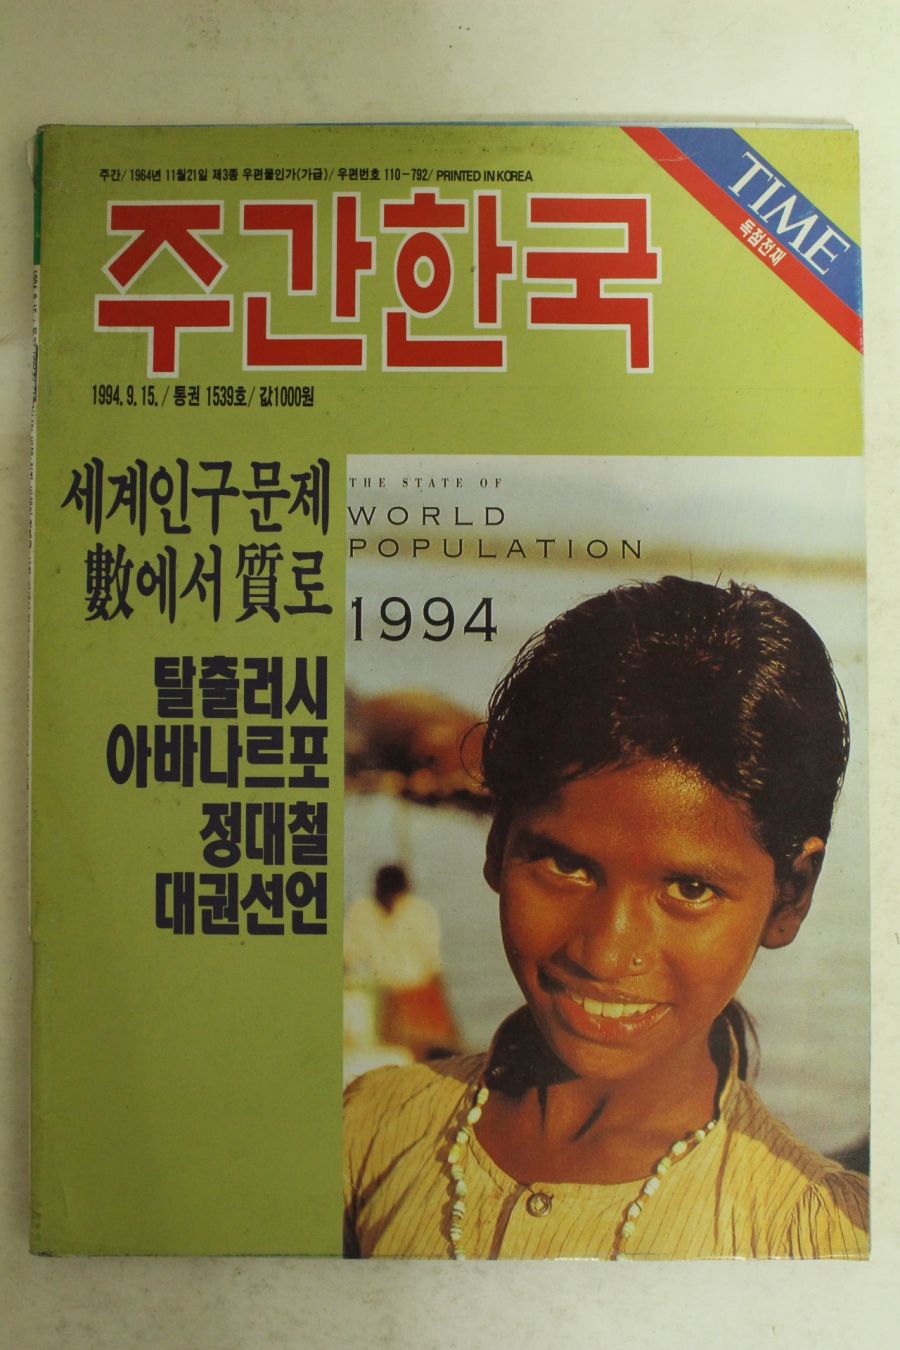 주간/ 1964년 11월21일 제3종 우편물인가(가급)/ 우편번호 110-792/ PRINTED IN KOREA
TIME
독점전재
주간한국
1994. 9. 15. / 통권 1539호/ 값1000원
세계인구문제
數에서 質로
탈출러시
아바나르포
정대철
대권선언
THE STATE OF
WORLD
POPULATION
1994